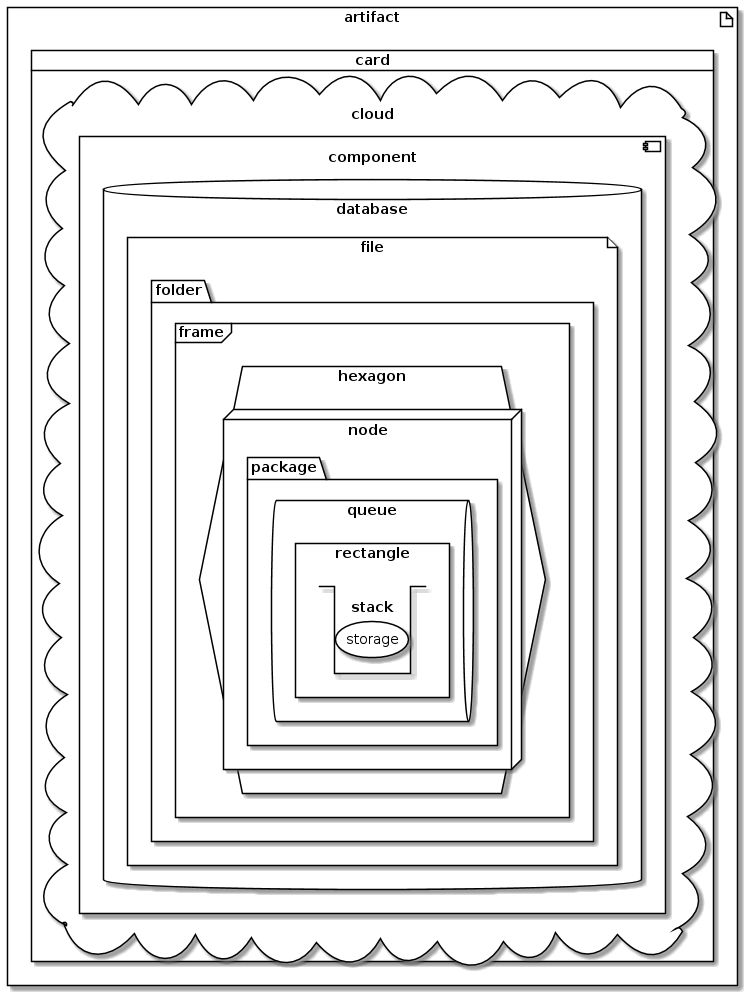 artifact
card
cloud
component
database
file
folder
frame
hexagon
node
package
queue
rectangle
stack
storage